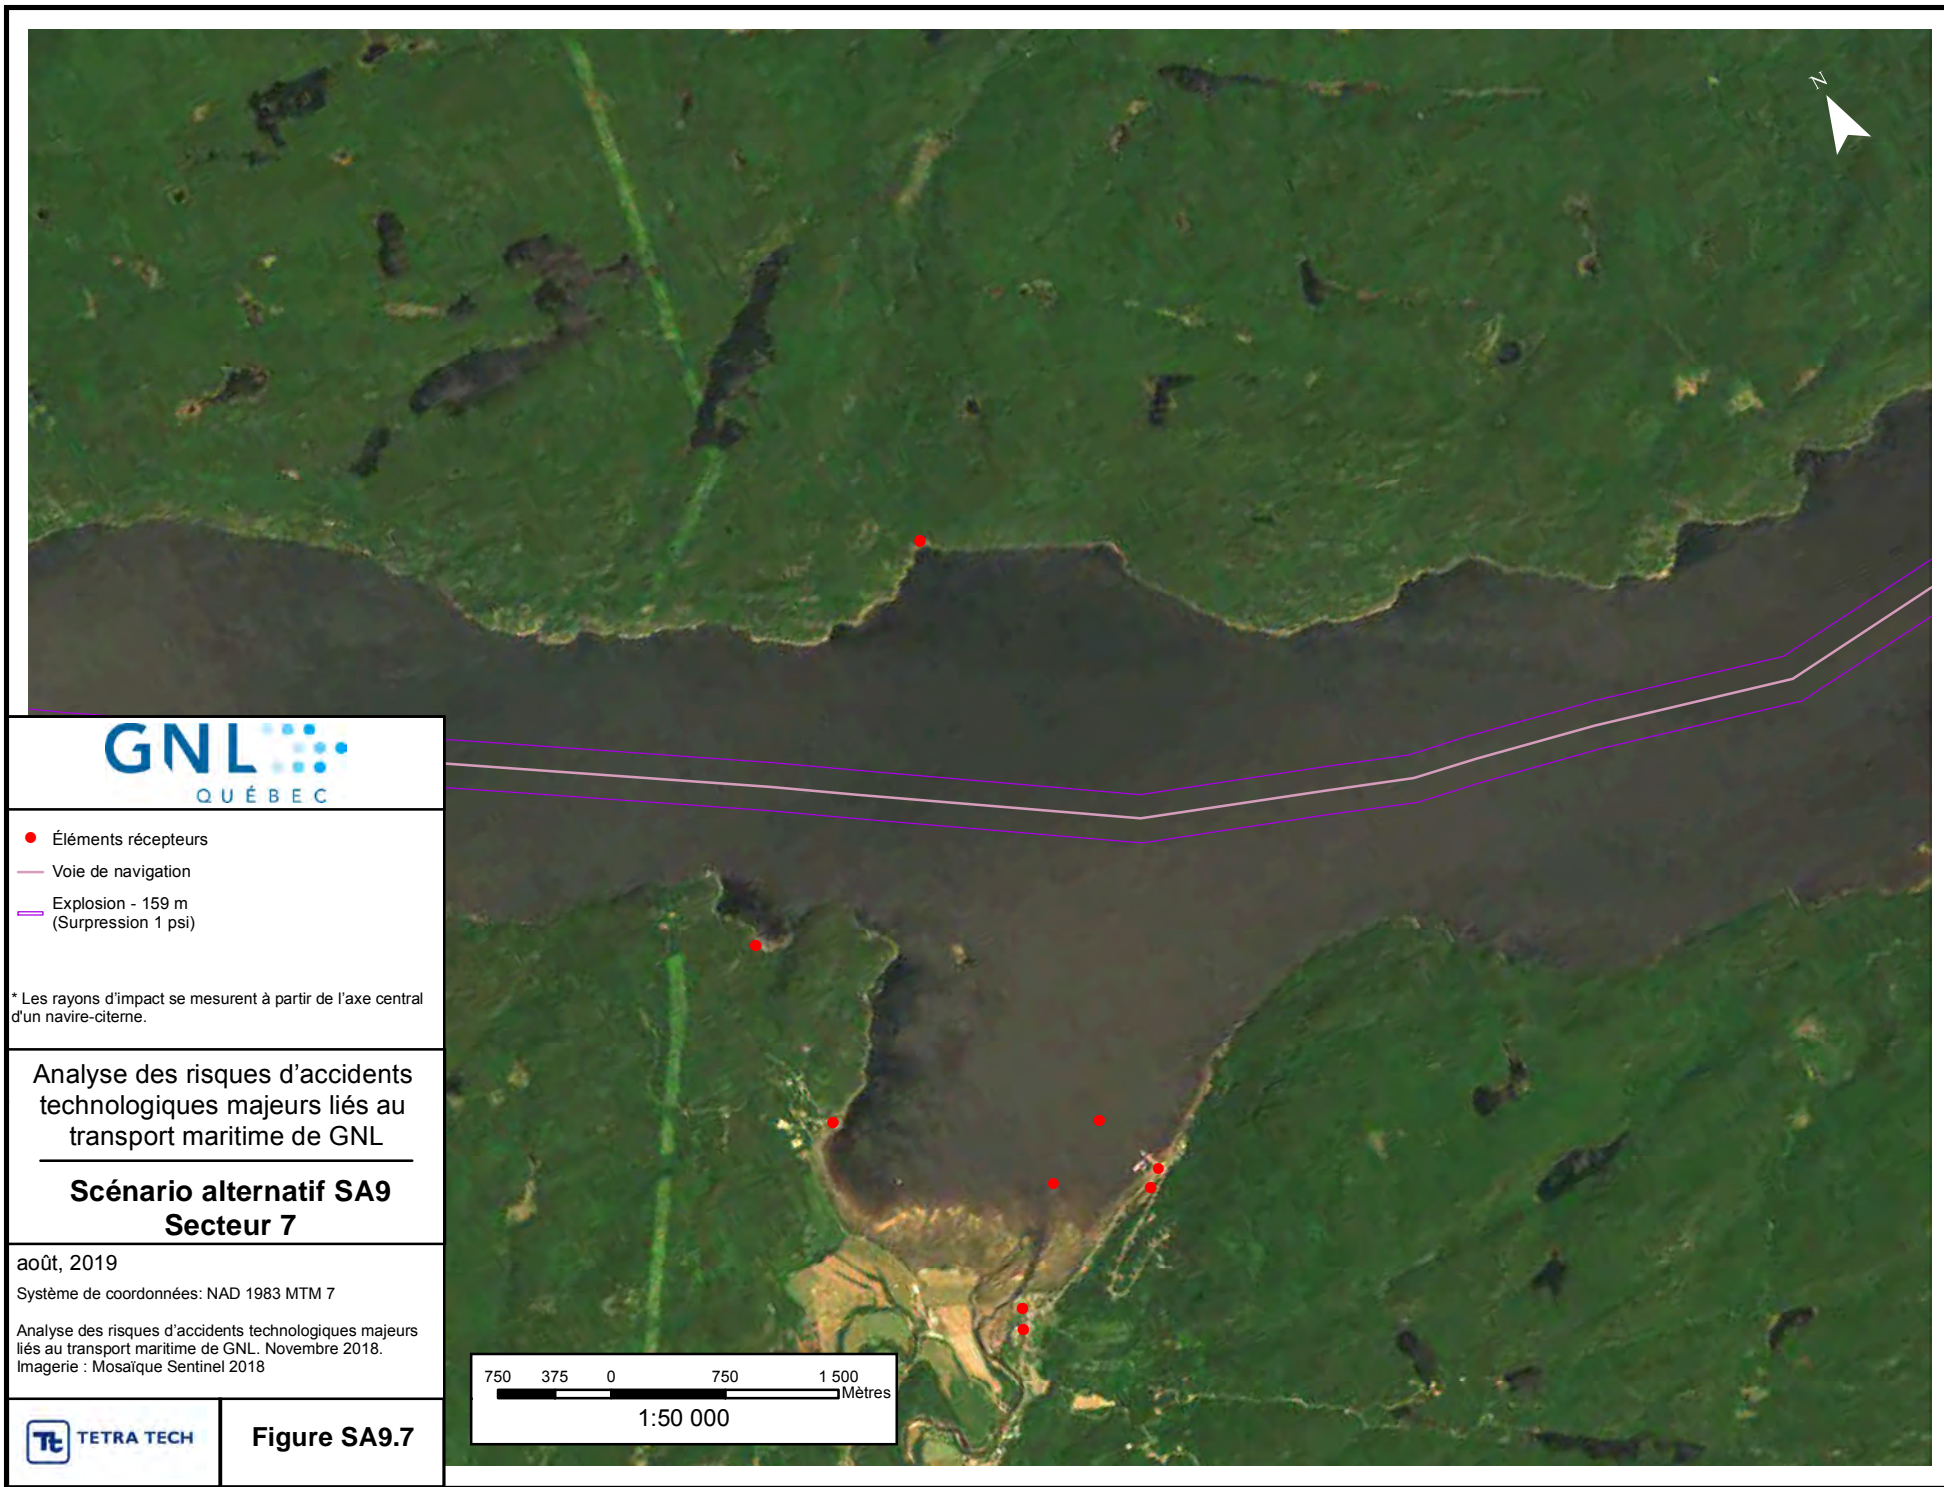 N
GNL
QUÉBEC
Éléments récepteurs
Voie de navigation
Explosion - 159 m
(Surpression 1 psi)
* Les rayons d'impact se mesurent à partir de l'axe central
d'un navire-citerne.
Analyse des risques d'accidents
technologiques majeurs liés au
transport maritime de GNL
Scénario alternatif SA9
Secteur 7
août, 2019
Système de coordonnées: NAD 1983 MTM 7
Analyse des risques d'accidents technologiques majeurs
liés au transport maritime de GNL. Novembre 2018.
Imagerie : Mosaïque Sentinel 2018
Tt TETRA TECH
Figure SA9.7
750 375 0 750 1 500
Mètres
1:50 000